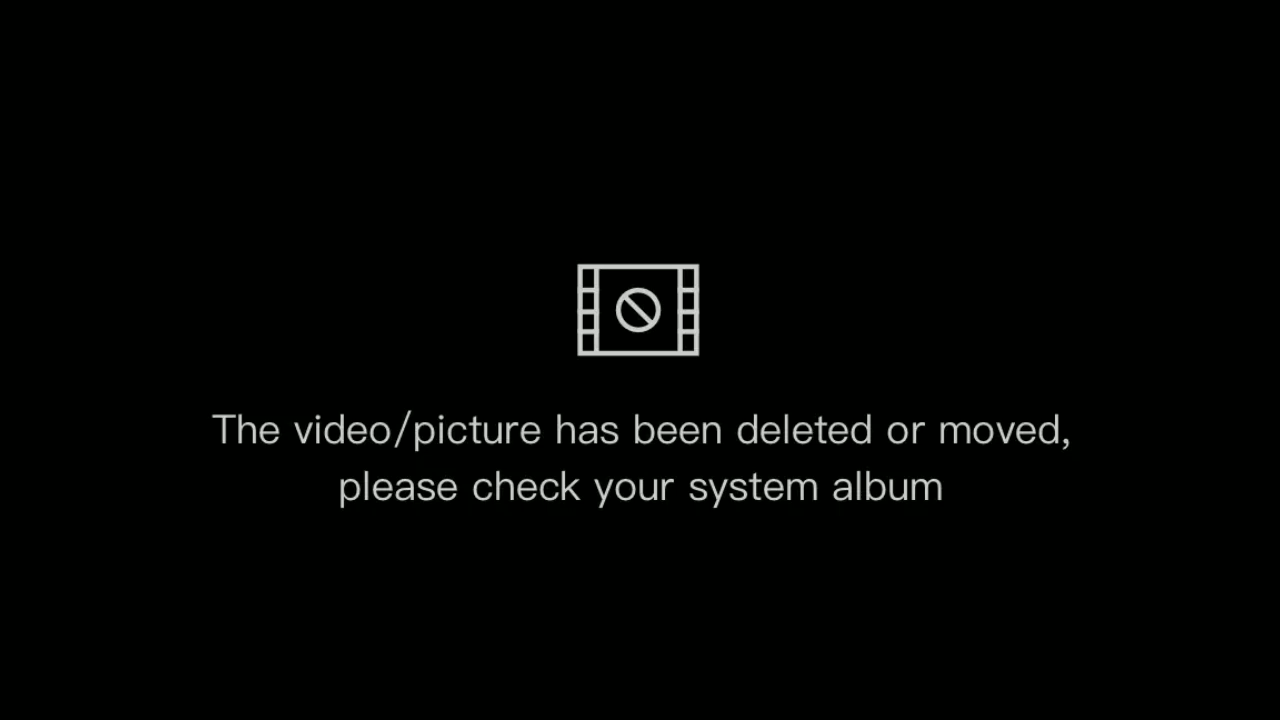 The video/picture has been deleted or moved,
please check your system album